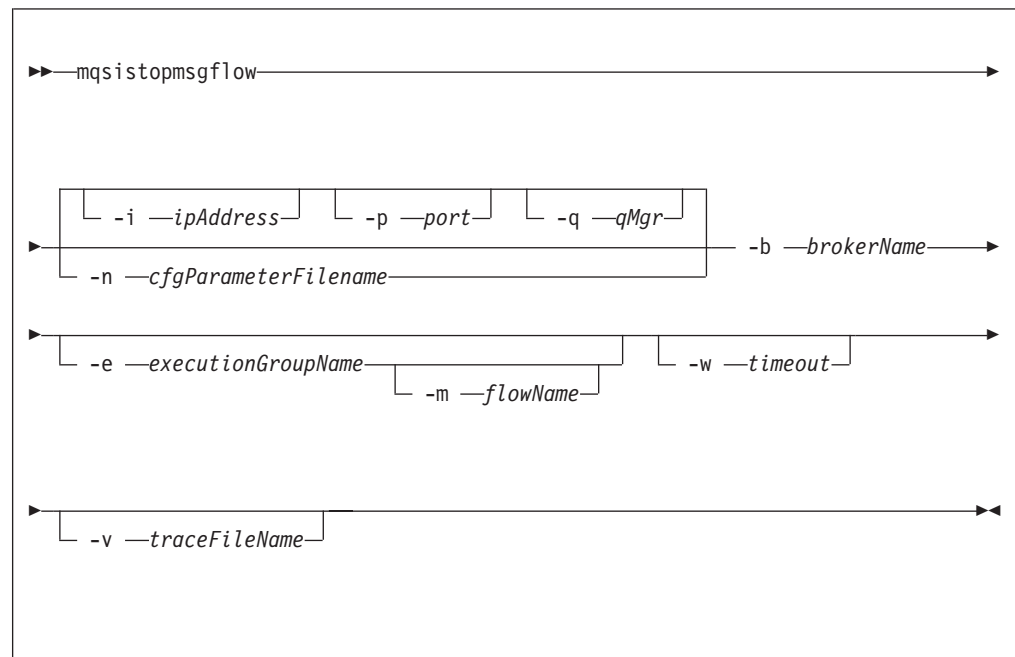 mqsistopmsgflow
-i ipAddress -p port -q qMgr
-b brokerName
-n cfgParameterFilename
-e executionGroupName -w timeout
-m flowName
-v traceFileName